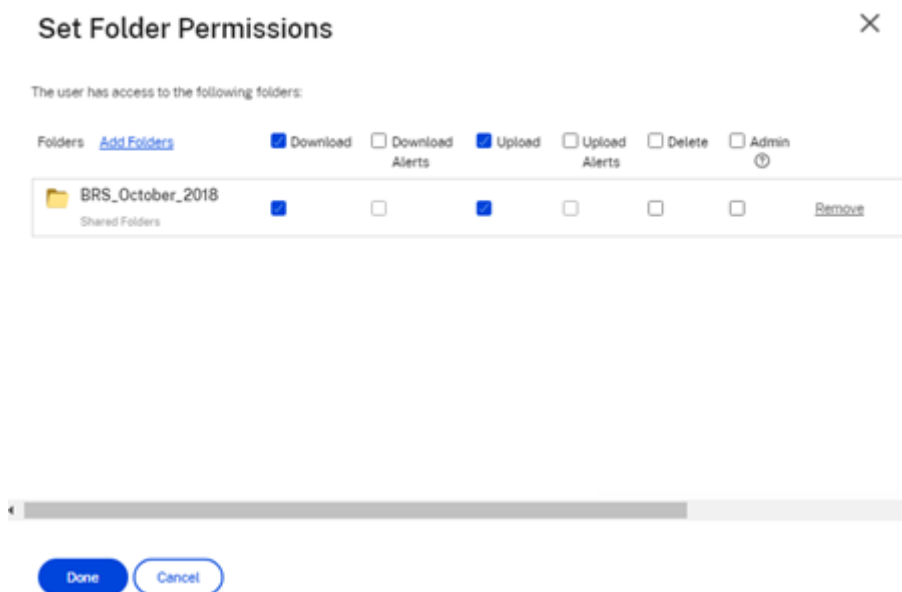 Set Folder Permissions
The user has access to the following folders:
Folders Add Folders Download Download Alerts Upload Upload Alerts Delete Admin
BRS_October_2018
Shared Folders
Remove
Done Cancel